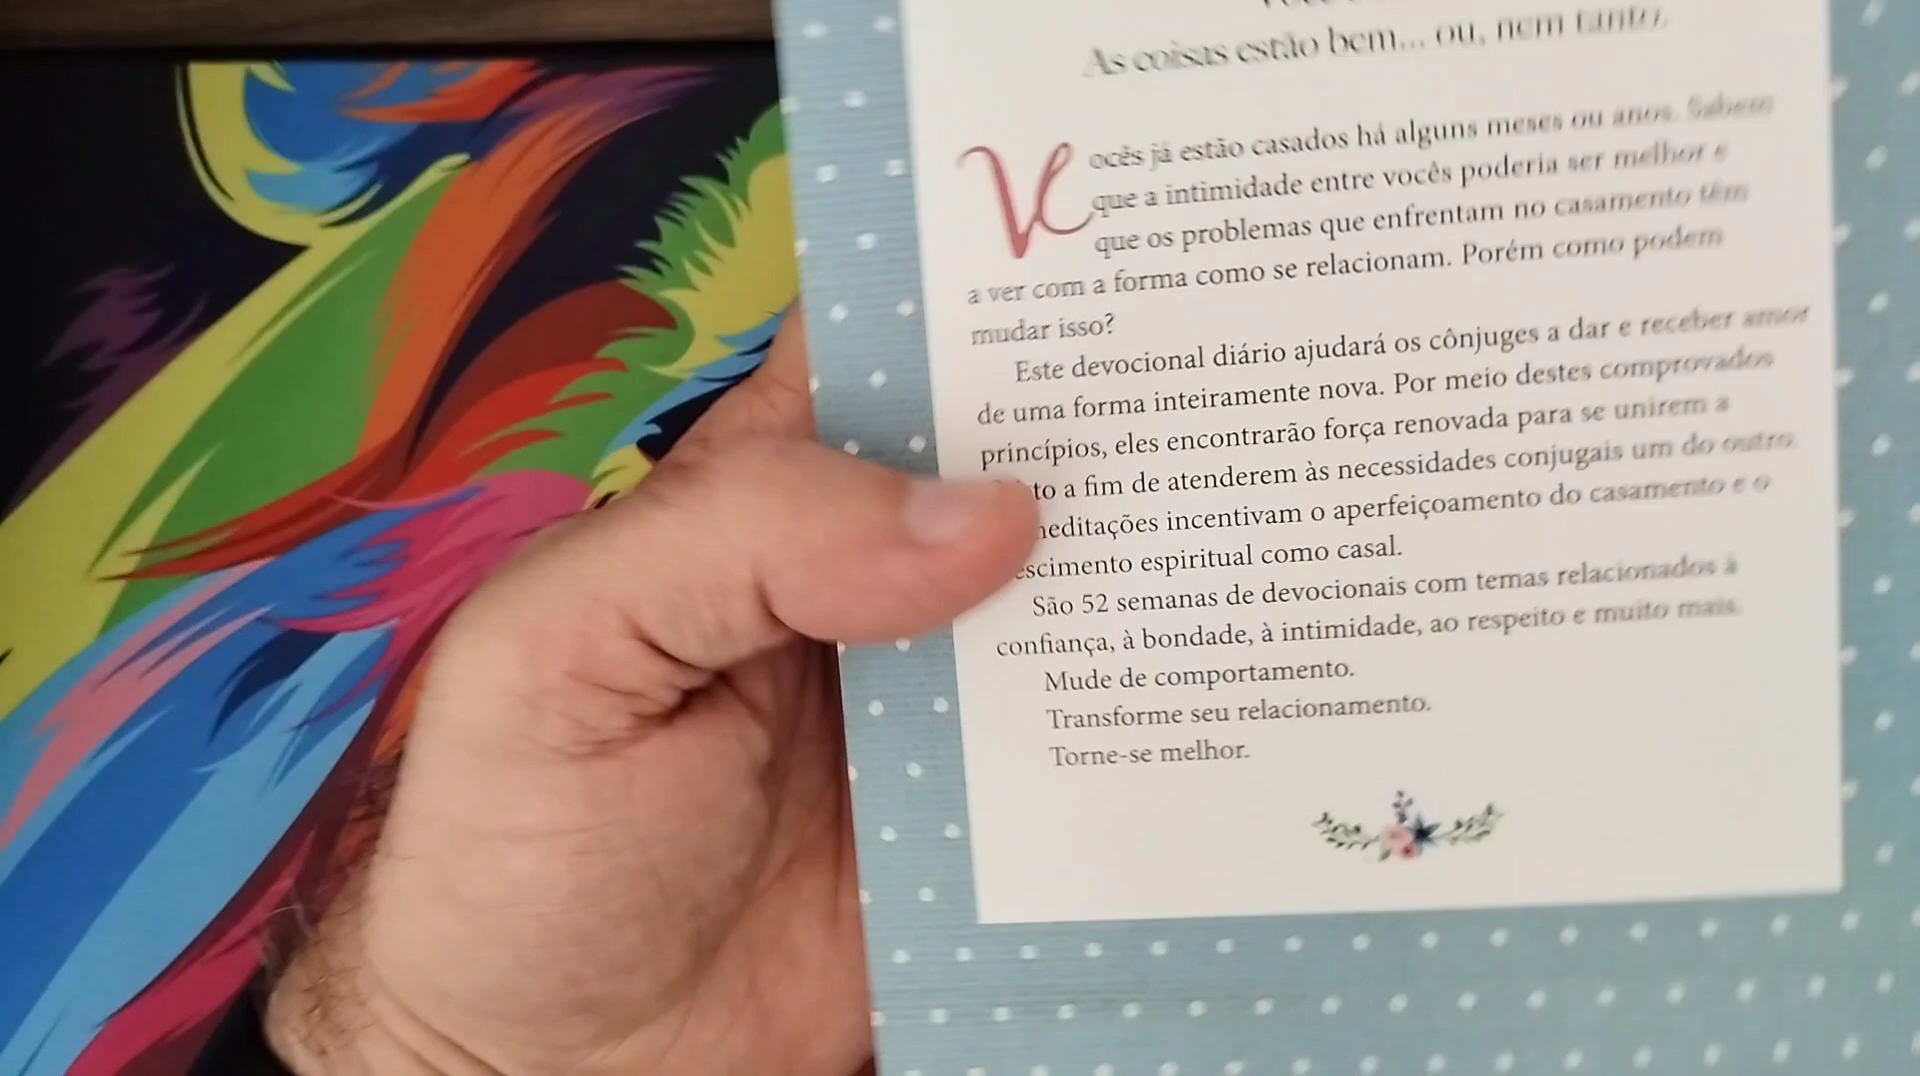 As coisas estão bem... ou, nem tanto.
Vocês já estão casados há alguns meses ou anos. Sabem
que a intimidade entre vocês poderia ser melhor e
que os problemas que enfrentam no casamento têm
a ver com a forma como se relacionam. Porém como podem
mudar isso?
Este devocional diário ajudará os cônjuges a dar e receber amor
de uma forma inteiramente nova. Por meio destes comprovados
princípios, eles encontrarão força renovada para se unirem a
to a fim de atenderem às necessidades conjugais um do outro.
meditações incentivam o aperfeiçoamento do casamento e o
escimento espiritual como casal.
São 52 semanas de devocionais com temas relacionados à
confiança, à bondade, à intimidade, ao respeito e muito mais.
Mude de comportamento.
Transforme seu relacionamento.
Torne-se melhor.